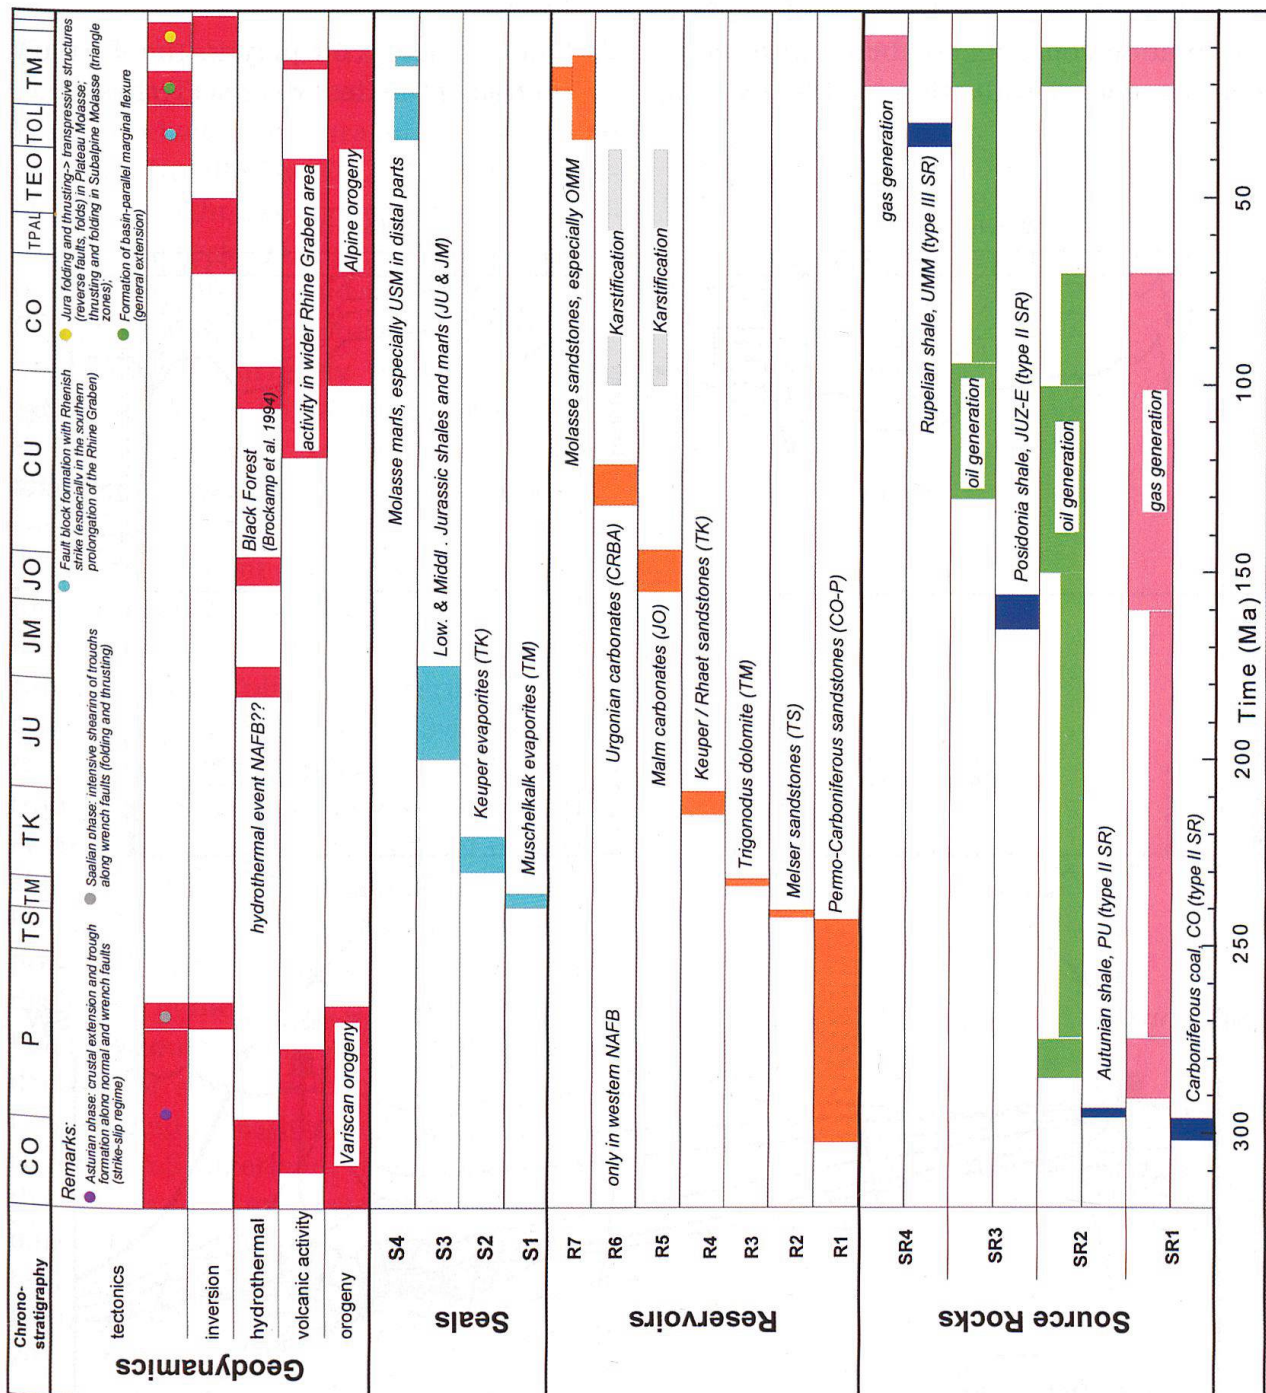 Chrono-
stratigraphy
CO
P
TS
TM
TK
JU
JM
JO
CU
CO
TPAL
TEO
TOL
TMI
Geodynamics
tectonics
Remarks:
Asturian phase: crustal extension and trough
formation along normal and wrench faults
(strike-slip regime)
Saalian phase: intensive shearing of troughs
along wrench faults (folding and thrusting)
Fault block formation with Rhenish
strike (especially in the southern
prolongation of the Rhine Graben)
Jura folding and thrusting-> transpressive structures
(reverse faults, folds) in Plateau Molasse;
thrusting and folding in Subalpine Molasse (triangle
zones);
Formation of basin-parallel marginal flexure
(general extension)
inversion
hydrothermal
hydrothermal event NAFB??
Black Forest
(Brockamp et al. 1994)
volcanic activity
activity in wider Rhine Graben area
orogeny
Variscan orogeny
Alpine orogeny
Seals
S4
Molasse marls, especially USM in distal parts
S3
Low. & Middl . Jurassic shales and marls (JU & JM)
S2
Keuper evaporites (TK)
S1
Muschelkalk evaporites (TM)
Reservoirs
R7
Molasse sandstones, especially OMM
R6
only in western NAFB
Urgonian carbonates (CRBA)
Karstification
R5
Malm carbonates (JO)
Karstification
R4
Keuper / Rhaet sandstones (TK)
R3
Trigonodus dolomite (TM)
R2
Melser sandstones (TS)
R1
Permo-Carboniferous sandstones (CO-P)
Source Rocks
SR4
gas generation
Rupelian shale, UMM (type III SR)
SR3
oil generation
Posidonia shale, JUZ-E (type II SR)
SR2
oil generation
Autunian shale, PU (type II SR)
SR1
gas generation
Carboniferous coal, CO (type II SR)
300
250
200
Time (Ma)
150
100
50